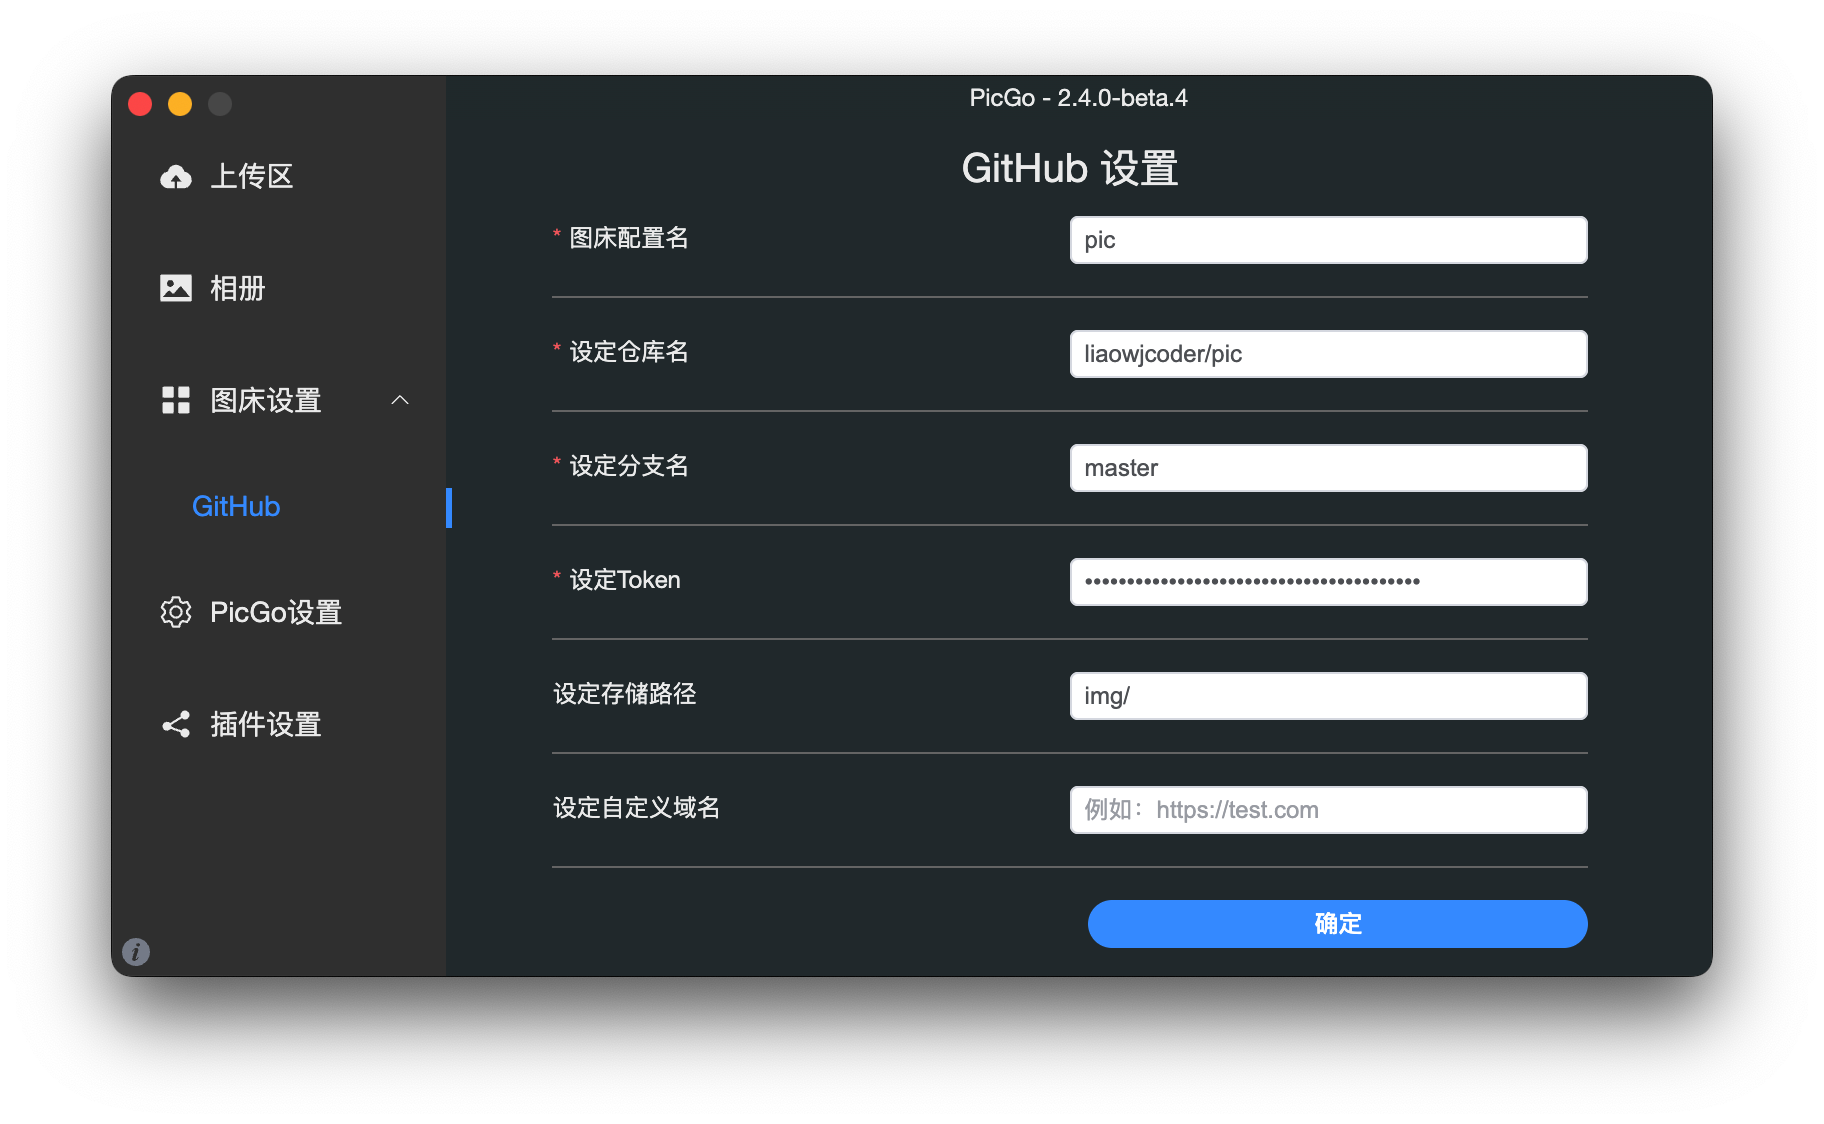 PicGo - 2.4.0-beta.4
上传区
相册
图床设置
GitHub
PicGo设置
插件设置
GitHub 设置
* 图床配置名
pic
* 设定仓库名
liaowjcoder/pic
* 设定分支名
master
* 设定Token
••••••••••••••••••••••••••••••••••••••••
设定存储路径
img/
设定自定义域名
例如：https://test.com
确定